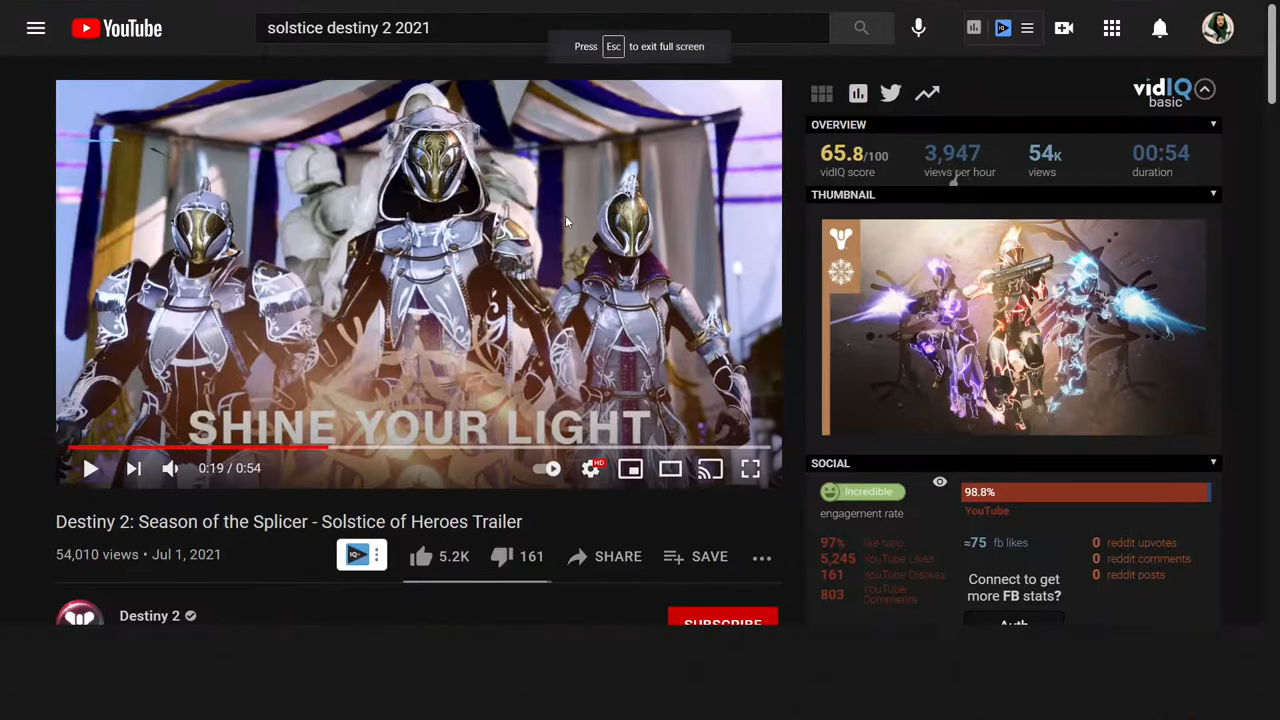 YouTube
solstice destiny 2 2021
Press Esc to exit full screen
vidIQ
basic
OVERVIEW
65.8/100
vidIQ score
3,947
views per hour
54K
views
00:54
duration
THUMBNAIL
SHINE YOUR LIGHT
0:19 / 0:54
HD
SOCIAL
Incredible
engagement rate
98.8%
YouTube
97% like ratio
5,245 YouTube Likes
161 YouTube Dislikes
803 YouTube Comments
≈75 fb likes
Connect to get
more FB stats?
Auth
0 reddit upvotes
0 reddit comments
0 reddit posts
Destiny 2: Season of the Splicer - Solstice of Heroes Trailer
54,010 views • Jul 1, 2021
IQ
5.2K
161
SHARE
SAVE
Destiny 2
SUBSCRIBE